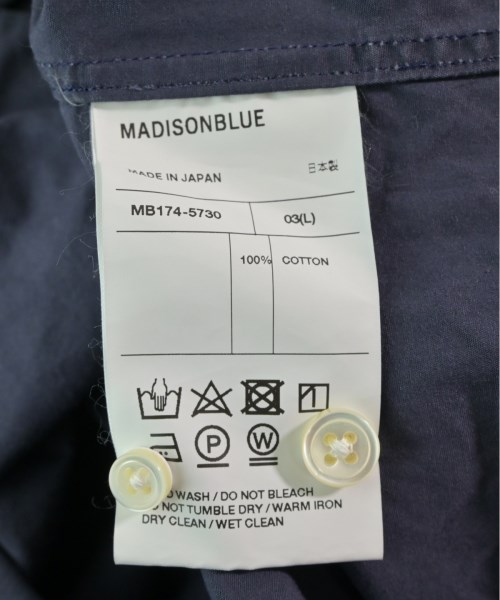 MADISONBLUE
MADE IN JAPAN 日本製
MB174-5730 03(L)
100% COTTON
P W
WASH / DO NOT BLEACH
DO NOT TUMBLE DRY / WARM IRON
DRY CLEAN / WET CLEAN